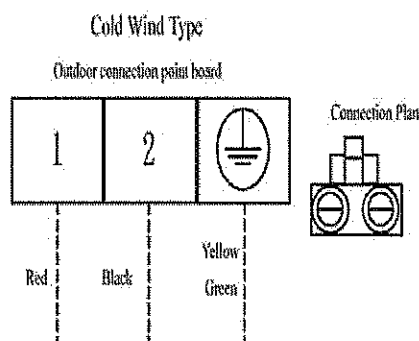 Cold Wind Type
Outdoor connection point board
Connection Plan
1
2
Red
Black
Yellow
Green